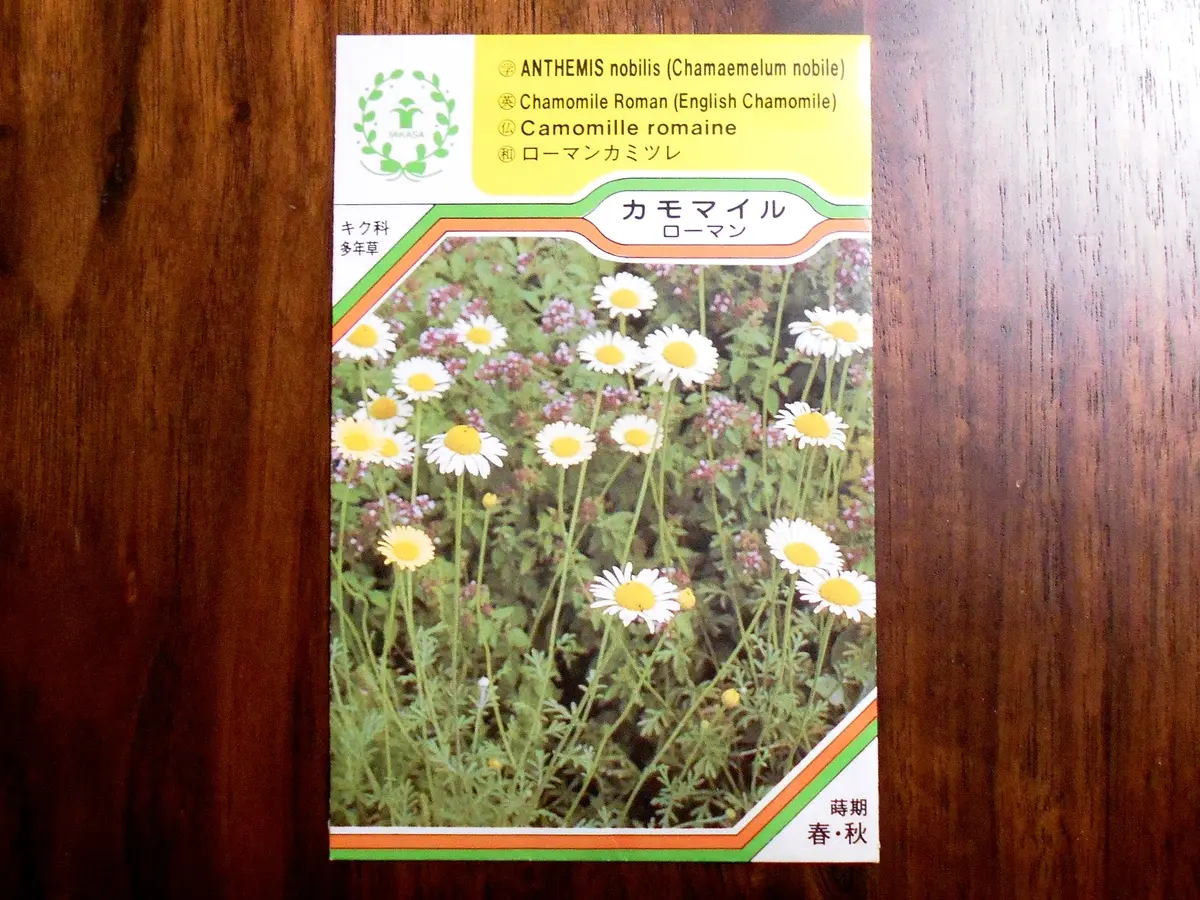 MIKASA
㊫ ANTHEMIS nobilis (Chamaemelum nobile)
英 Chamomile Roman (English Chamomile)
仏 Camomille romaine
和 ローマンカミツレ
カモマイル
ローマン
キク科
多年草
蒔期
春・秋